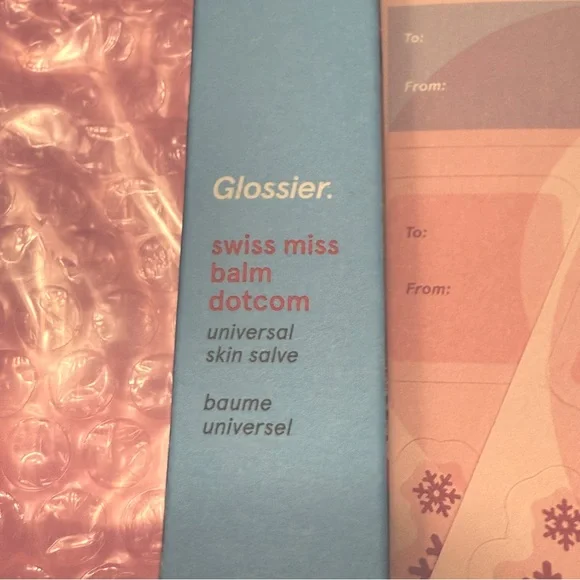 Glossier.
swiss miss
balm
dotcom
universal
skin salve
baume
universel
To:
From:
To:
From: